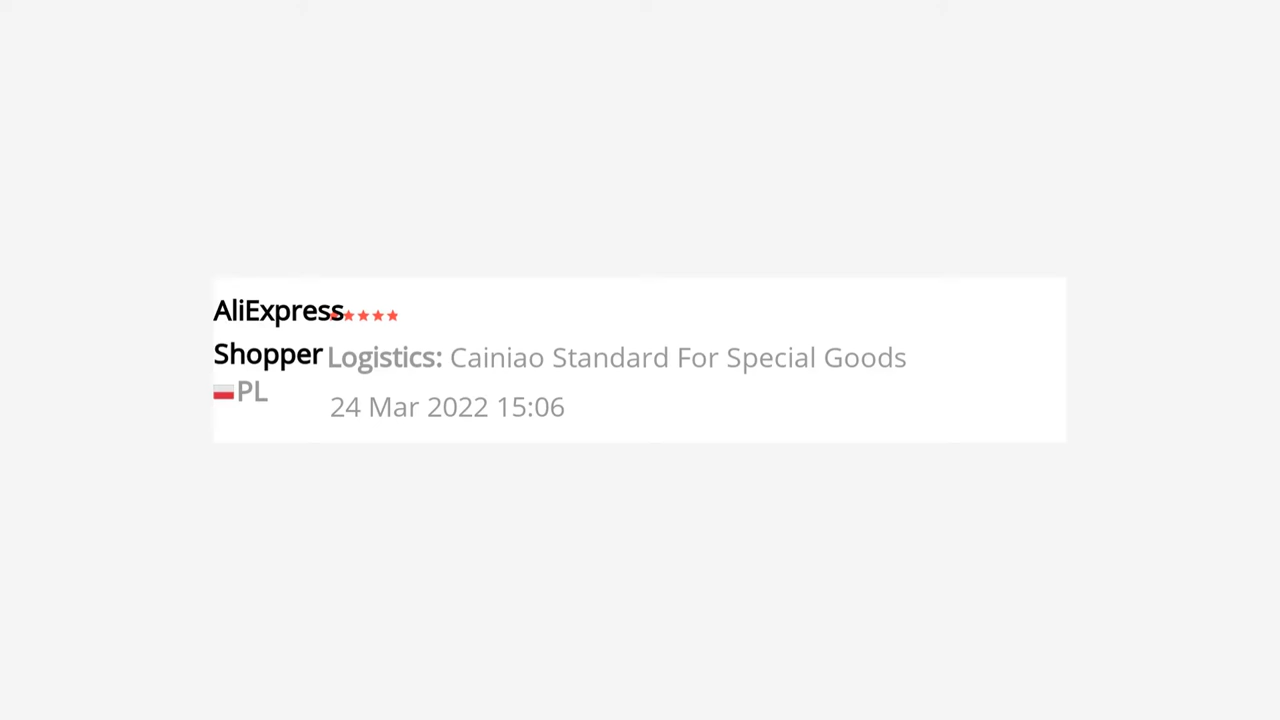 AliExpress
Shopper Logistics: Cainiao Standard For Special Goods
PL
24 Mar 2022 15:06